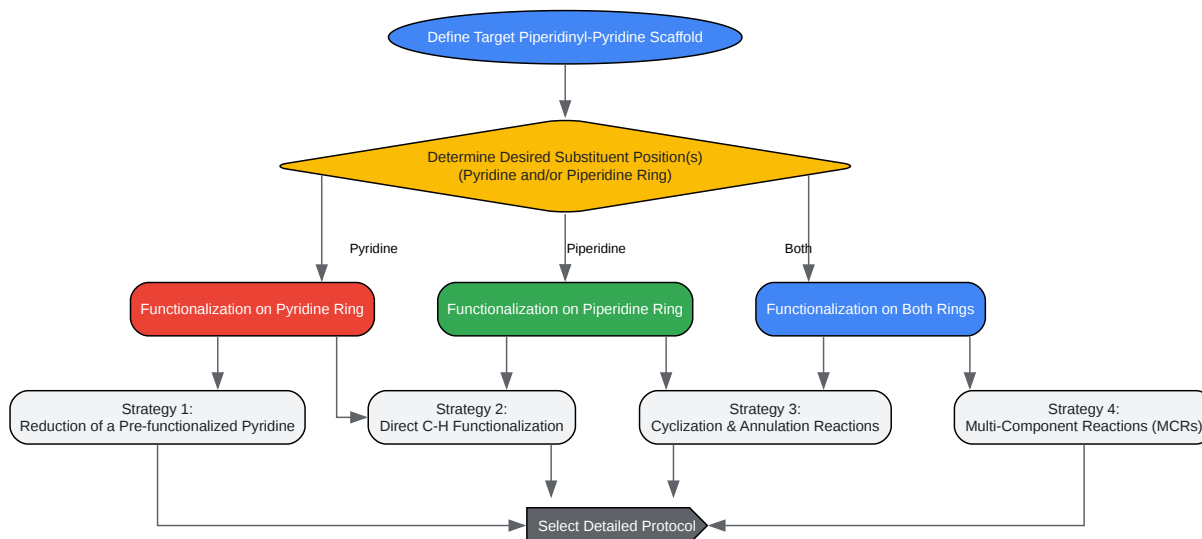 Define Target Piperidinyl-Pyridine Scaffold
Determine Desired Substituent Position(s)
(Pyridine and/or Piperidine Ring)
Pyridine
Piperidine
Both
Functionalization on Pyridine Ring
Functionalization on Piperidine Ring
Functionalization on Both Rings
Strategy 1:
Reduction of a Pre-functionalized Pyridine
Strategy 2:
Direct C-H Functionalization
Strategy 3:
Cyclization & Annulation Reactions
Strategy 4:
Multi-Component Reactions (MCRs)
Select Detailed Protocol